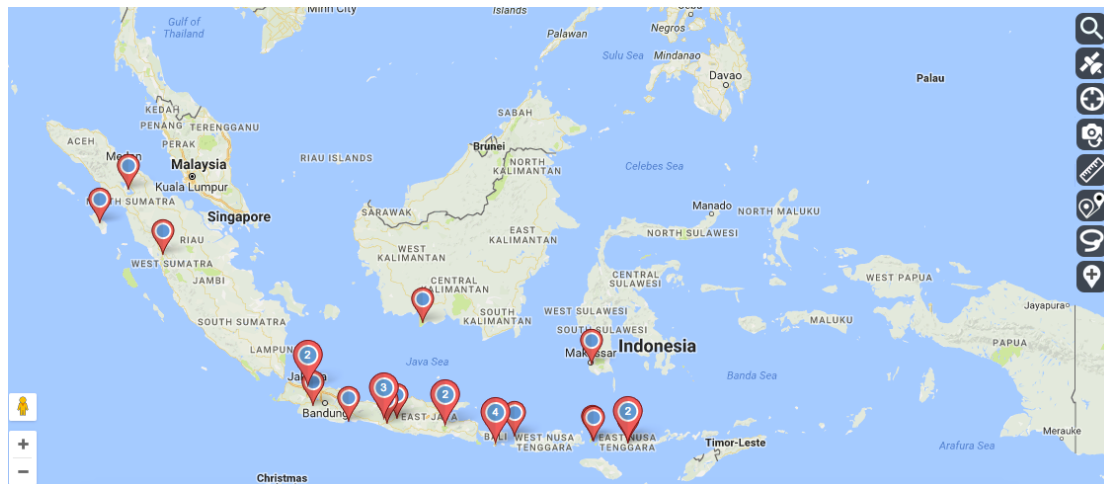 Minh City
Islands
Cebu
Gulf of
Thailand
Palawan
Negros
Sulu Sea
Mindanao
Davao
Palau
KEDAH
PENANG
TERENGGANU
PERAK
SABAH
ACEH
Medan
Malaysia
Kuala Lumpur
RIAU ISLANDS
Brunei
NORTH
KALIMANTAN
Celebes Sea
NORTH SUMATRA
Singapore
SARAWAK
Manado
NORTH MALUKU
NORTH SULAWESI
RIAU
WEST
KALIMANTAN
EAST
KALIMANTAN
WEST SUMATRA
JAMBI
CENTRAL
KALIMANTAN
CENTRAL
SULAWESI
WEST PAPUA
Jayapura
SOUTH SUMATRA
SOUTH
KALIMANTAN
WEST SULAWESI
MALUKU
SOUTH SULAWESI
PAPUA
LAMPUNG
Makassar
Indonesia
2
Java Sea
Jakarta
Banda Sea
3
2
Bandung
EAST JAVA
4
2
BALI
WEST NUSA
TENGGARA
EAST NUSA
TENGGARA
Timor-Leste
Merauke
Arafura Sea
Christmas
+
−